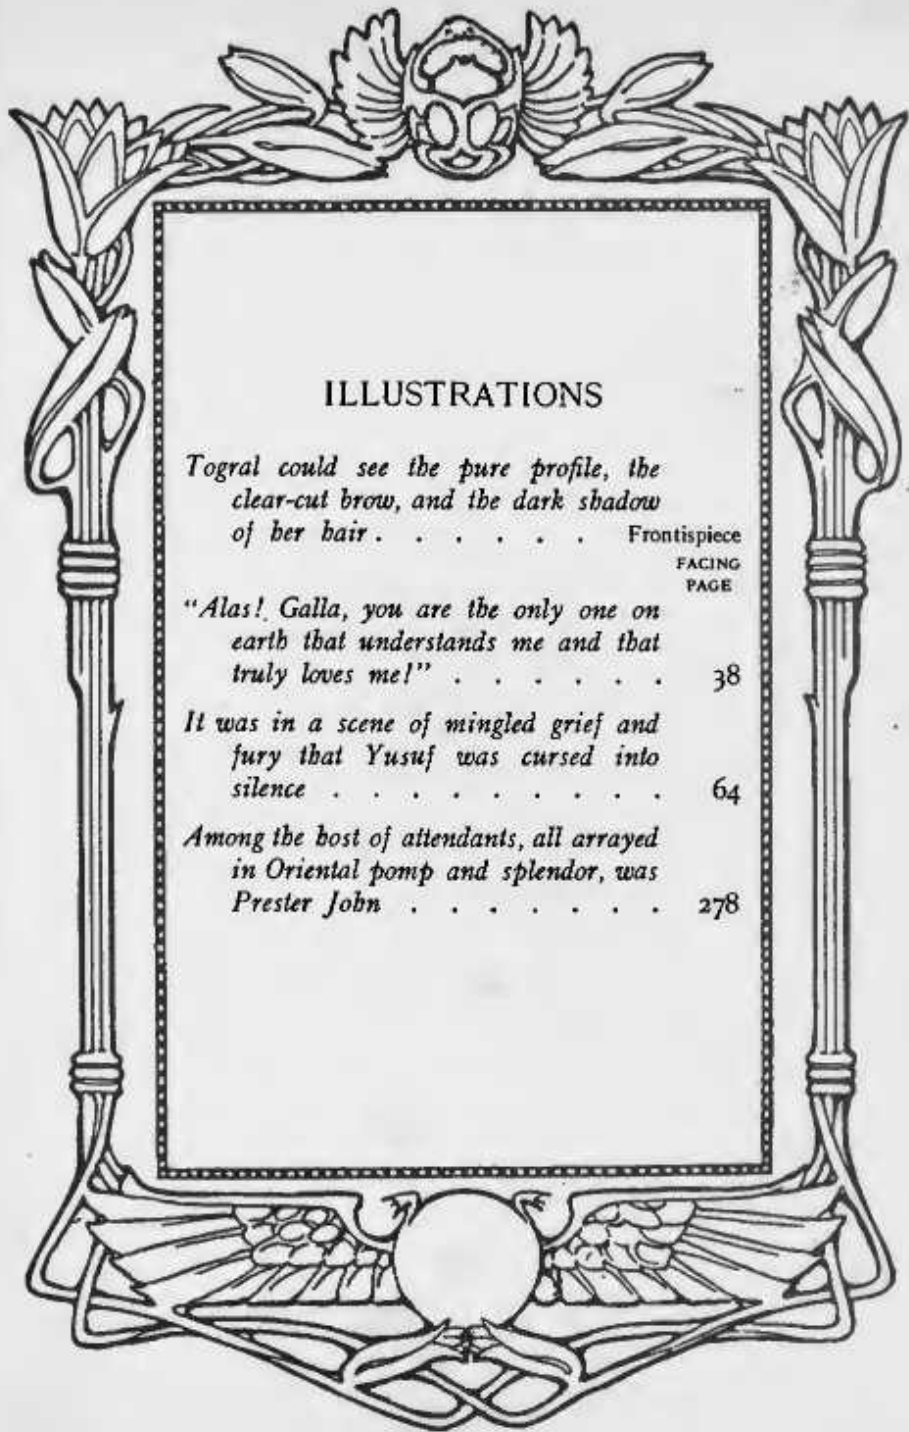 ILLUSTRATIONS
Togral could see the pure profile, the
clear-cut brow, and the dark shadow
of her hair . . . . . . Frontispiece
FACING
PAGE
"Alas! Galla, you are the only one on
earth that understands me and that
truly loves me!" . . . . . . 38
It was in a scene of mingled grief and
fury that Yusuf was cursed into
silence . . . . . . . . . 64
Among the host of attendants, all arrayed
in Oriental pomp and splendor, was
Prester John . . . . . . . 278